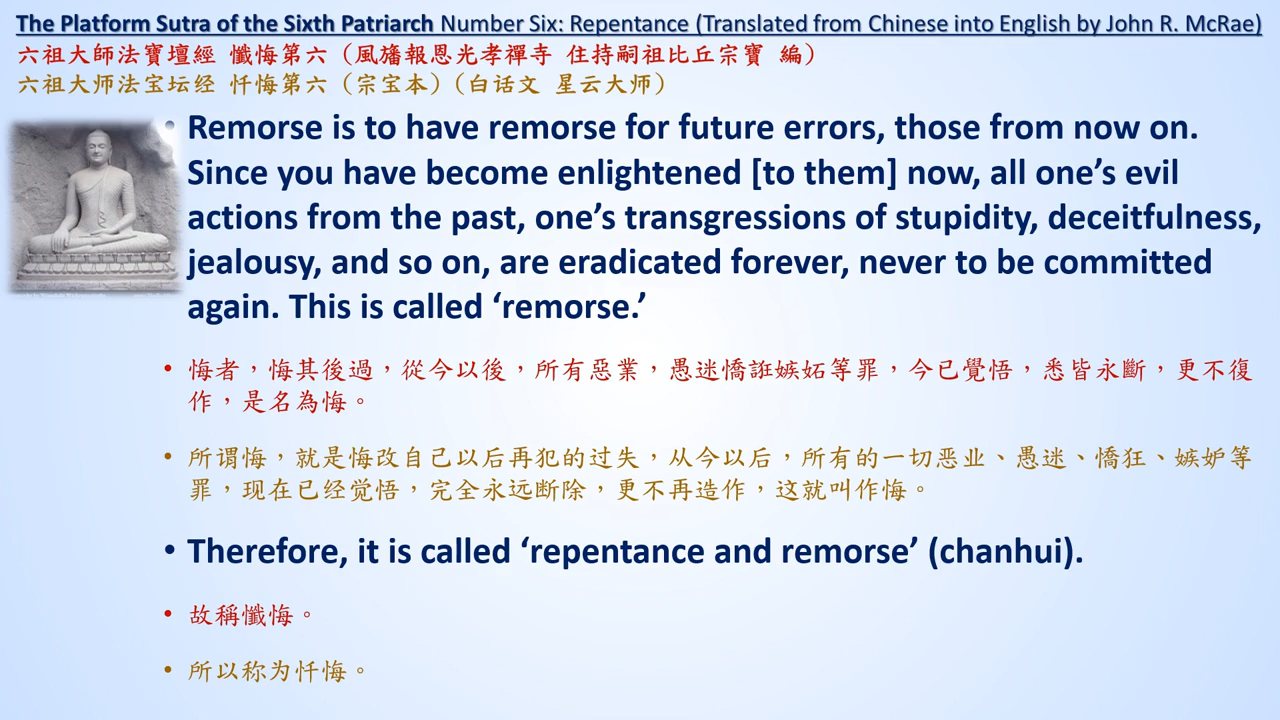 The Platform Sutra of the Sixth Patriarch Number Six: Repentance (Translated from Chinese into English by John R. McRae)
六祖大師法寶壇經 懺悔第六（風旛報恩光孝禪寺 住持嗣祖比丘宗寶 編）
六祖大师法宝坛经 忏悔第六（宗宝本）（白话文 星云大师）
• Remorse is to have remorse for future errors, those from now on.
Since you have become enlightened [to them] now, all one’s evil
actions from the past, one’s transgressions of stupidity, deceitfulness,
jealousy, and so on, are eradicated forever, never to be committed
again. This is called ‘remorse.’
• 悔者，悔其後過，從今以後，所有惡業，愚迷憍誑嫉妬等罪，今已覺悟，悉皆永斷，更不復
作，是名為悔。
• 所谓悔，就是悔改自己以后再犯的过失，从今以后，所有的一切恶业、愚迷、憍狂、嫉妒等
罪，现在已经觉悟，完全永远断除，更不再造作，这就叫作悔。
• Therefore, it is called ‘repentance and remorse’ (chanhui).
• 故稱懺悔。
• 所以称为忏悔。